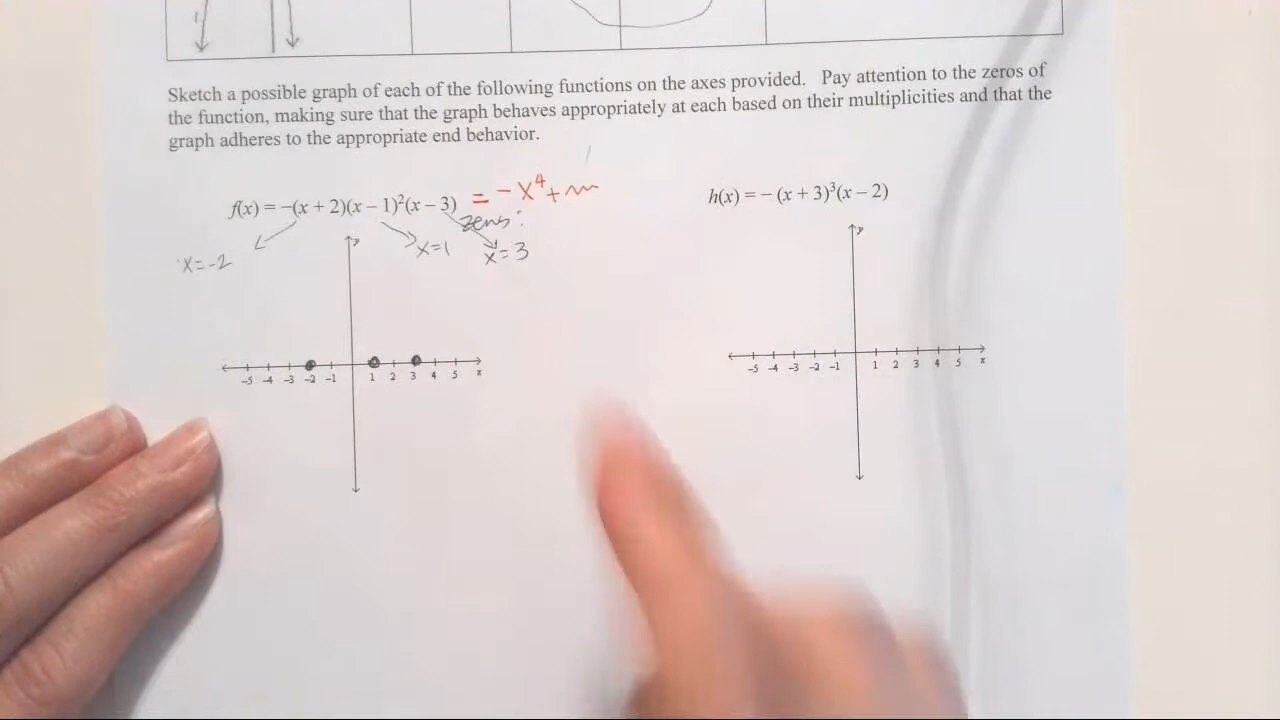 Sketch a possible graph of each of the following functions on the axes provided. Pay attention to the zeros of
the function, making sure that the graph behaves appropriately at each based on their multiplicities and that the
graph adheres to the appropriate end behavior.
f(x) = –(x + 2)(x – 1)²(x – 3) = -x⁴+
zeros:
x=-2
x=1
x=3
y
-5 -4 -3 -2 -1 1 2 3 4 5 x
h(x) = – (x + 3)³(x – 2)
y
-5 -4 -3 -2 -1 1 2 3 4 5 x